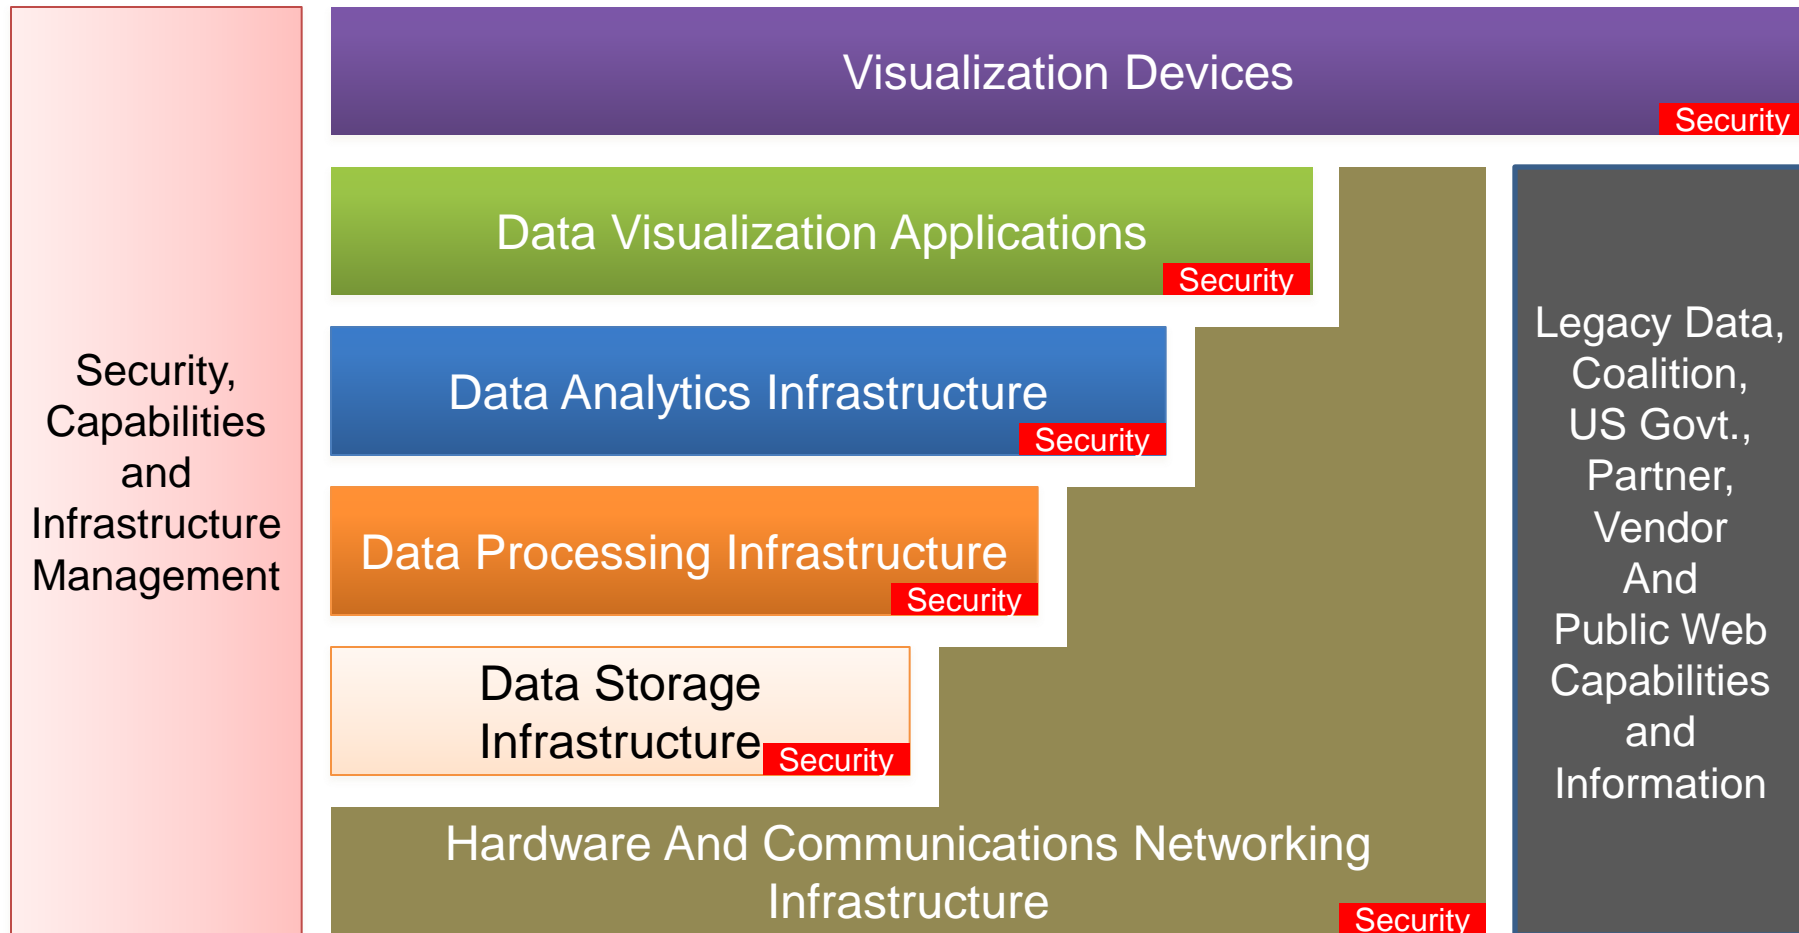 Security,
Capabilities
and
Infrastructure
Management
Visualization Devices
Security
Data Visualization Applications
Security
Data Analytics Infrastructure
Security
Data Processing Infrastructure
Security
Data Storage
Infrastructure
Security
Hardware And Communications Networking
Infrastructure
Security
Legacy Data,
Coalition,
US Govt.,
Partner,
Vendor
And
Public Web
Capabilities
and
Information